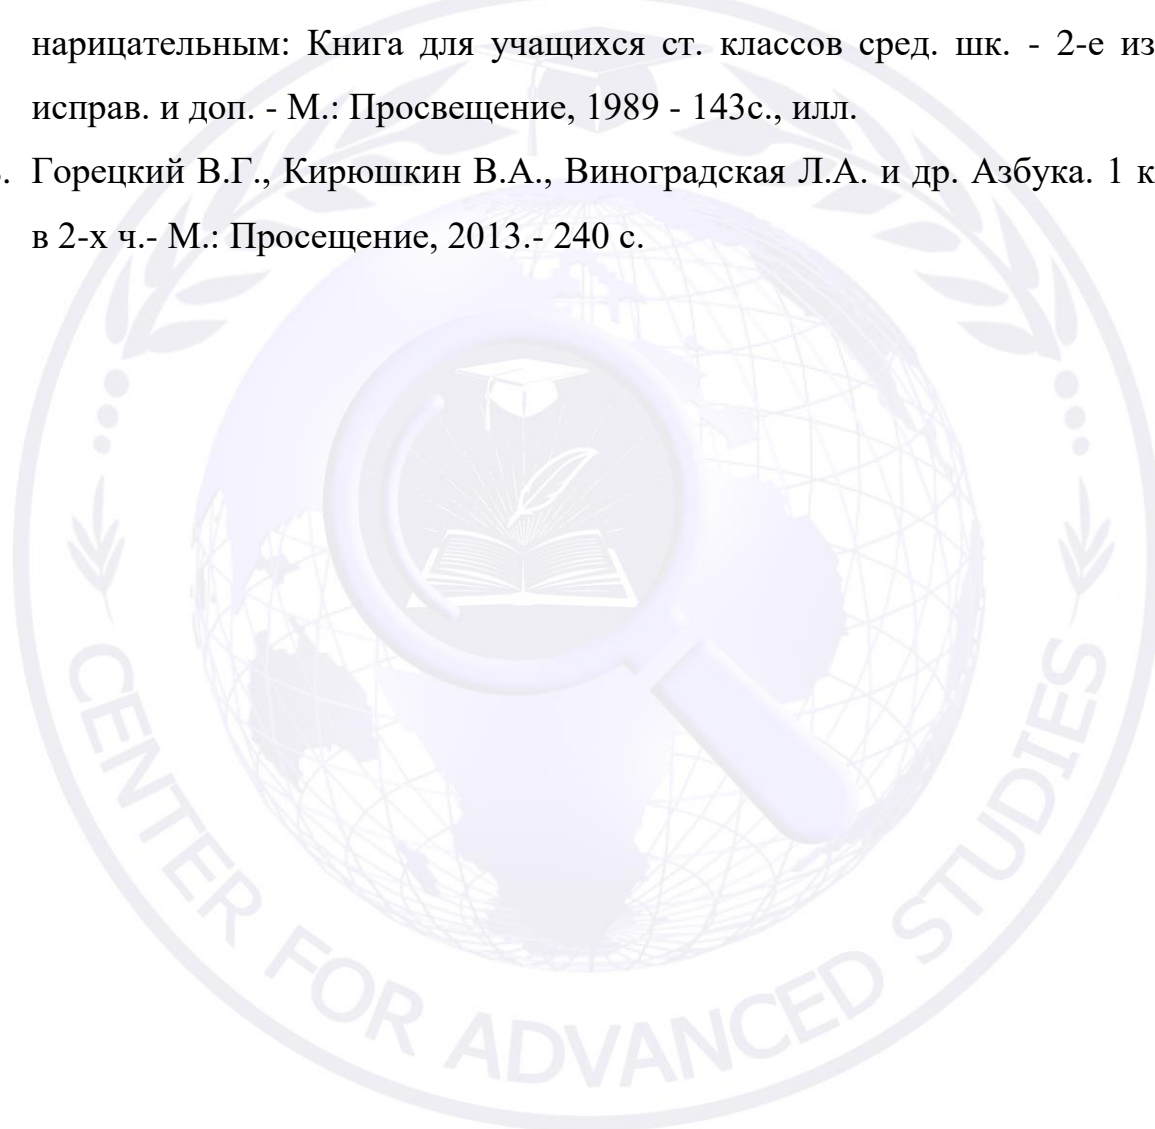 нарицательным: Книга для учащихся ст. классов сред. шк. - 2-е из
исправ. и доп. - М.: Просвещение, 1989 - 143с., илл.
. Горецкий В.Г., Кирюшкин В.А., Виноградская Л.А. и др. Азбука. 1 к
в 2-х ч.- М.: Просещение, 2013.- 240 с.
CENTER FOR ADVANCED STUDIES